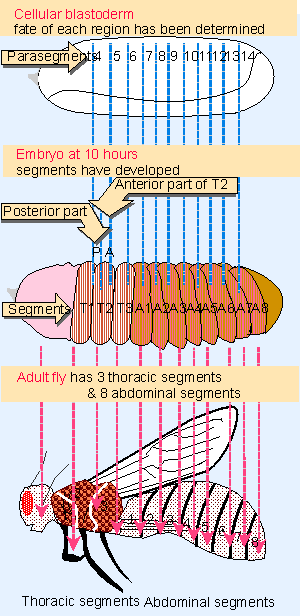 Cellular blastoderm
fate of each region has been determined
Parasegments 4 5 6 7 8 9 10 11 12 13 14
Embryo at 10 hours
segments have developed
Anterior part of T2
Posterior part
P A
Segments T1 T2 T3 A1 A2 A3 A4 A5 A6 A7 A8
Adult fly has 3 thoracic segments
& 8 abdominal segments
Thoracic segments Abdominal segments